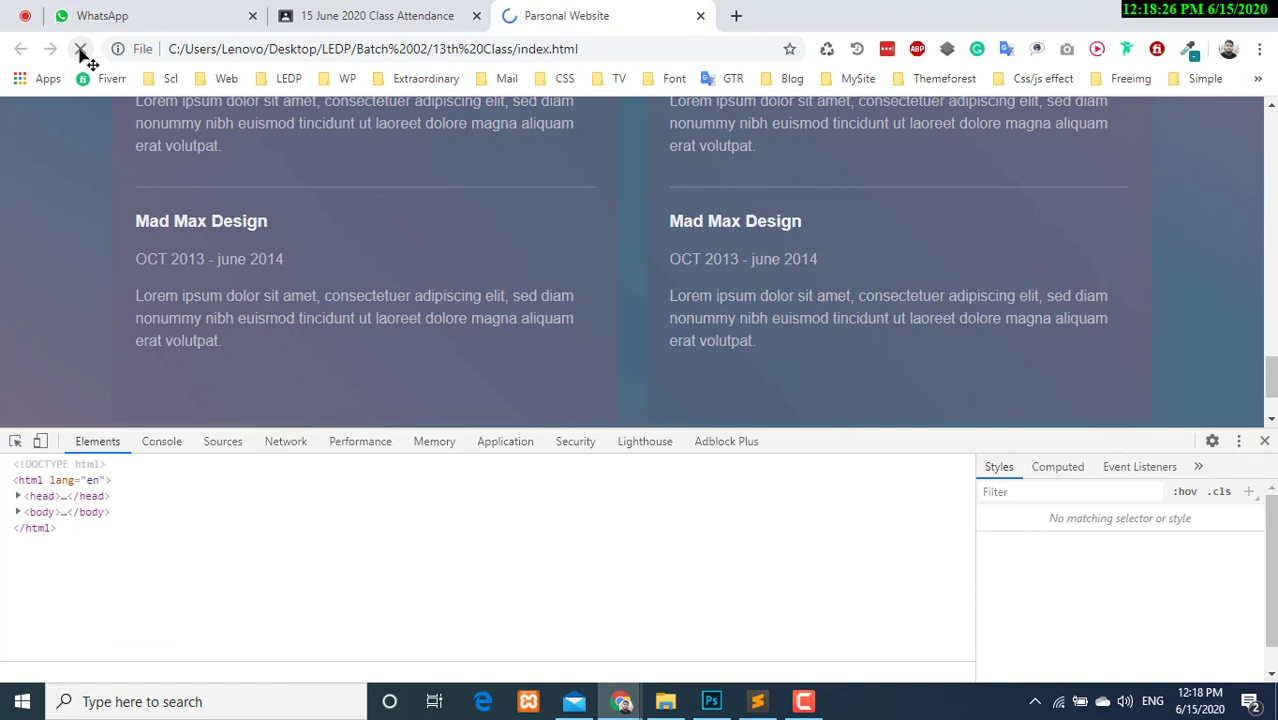 12:18:26 PM 6/15/2020
WhatsApp
15 June 2020 Class Attendance
Personal Website
File
C:/Users/Lenovo/Desktop/LEDP/Batch%2002/13th%20Class/index.html
ABP
Apps
Fiverr
Scl
Web
LEDP
WP
Extraordinary
Mail
CSS
TV
Font
GTR
Blog
MySite
Themeforest
Css/js effect
Freeimg
Simple
»
Lorem ipsum dolor sit amet, consectetuer adipiscing elit, sed diam
nonummy nibh euismod tincidunt ut laoreet dolore magna aliquam
erat volutpat.
Mad Max Design
OCT 2013 - june 2014
Lorem ipsum dolor sit amet, consectetuer adipiscing elit, sed diam
nonummy nibh euismod tincidunt ut laoreet dolore magna aliquam
erat volutpat.
Lorem ipsum dolor sit amet, consectetuer adipiscing elit, sed diam
nonummy nibh euismod tincidunt ut laoreet dolore magna aliquam
erat volutpat.
Mad Max Design
OCT 2013 - june 2014
Lorem ipsum dolor sit amet, consectetuer adipiscing elit, sed diam
nonummy nibh euismod tincidunt ut laoreet dolore magna aliquam
erat volutpat.
Elements
Console
Sources
Network
Performance
Memory
Application
Security
Lighthouse
Adblock Plus
<!DOCTYPE html>
<html lang="en">
<head>…</head>
<body>…</body>
</html>
Styles
Computed
Event Listeners
»
Filter
:hov
.cls
No matching selector or style
Type here to search
Ps
ENG
12:18 PM
6/15/2020
2